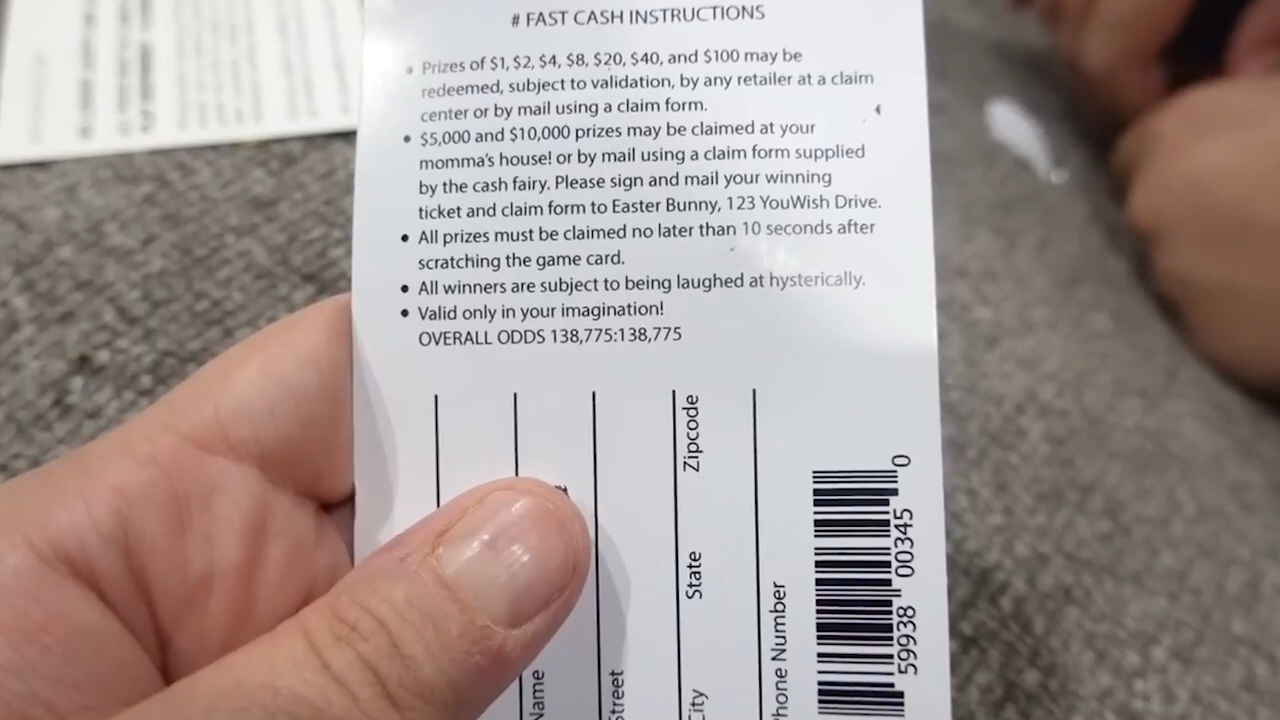 # FAST CASH INSTRUCTIONS
• Prizes of $1, $2, $4, $8, $20, $40, and $100 may be
redeemed, subject to validation, by any retailer at a claim
center or by mail using a claim form.
• $5,000 and $10,000 prizes may be claimed at your
momma's house! or by mail using a claim form supplied
by the cash fairy. Please sign and mail your winning
ticket and claim form to Easter Bunny, 123 YouWish Drive.
• All prizes must be claimed no later than 10 seconds after
scratching the game card.
• All winners are subject to being laughed at hysterically.
• Valid only in your imagination!
OVERALL ODDS 138,775:138,775
Name
Street
City State Zipcode
Phone Number
59938 00345 0